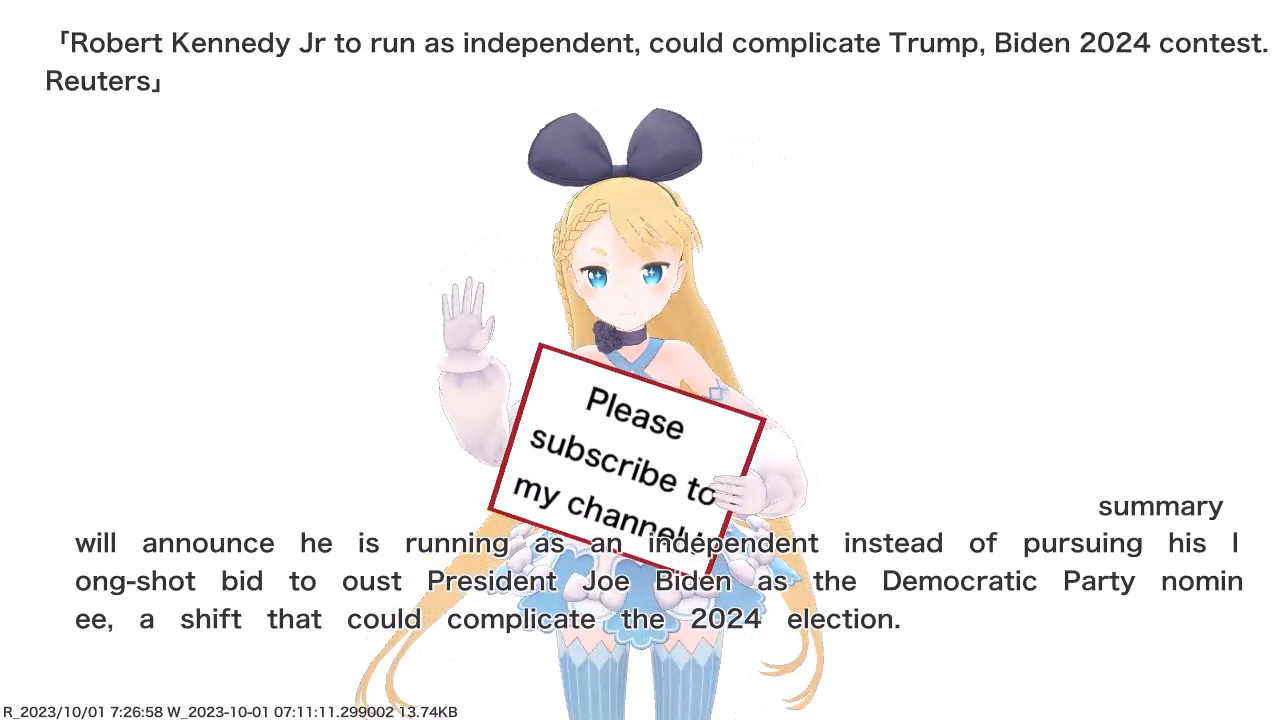 「Robert Kennedy Jr to run as independent, could complicate Trump, Biden 2024 contest.
Reuters」
Please
subscribe to
my channel!
summary
will announce he is running as an independent instead of pursuing his l
ong-shot bid to oust President Joe Biden as the Democratic Party nomin
ee, a shift that could complicate the 2024 election.
R_2023/10/01 7:26:58 W_2023-10-01 07:11:11.299002 13.74KB